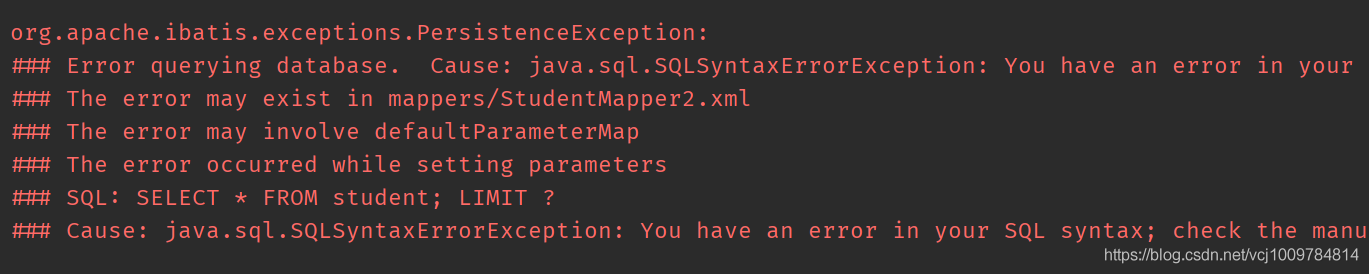 org.apache.ibatis.exceptions.PersistenceException:
### Error querying database.  Cause: java.sql.SQLSyntaxErrorException: You have an error in your
### The error may exist in mappers/StudentMapper2.xml
### The error may involve defaultParameterMap
### The error occurred while setting parameters
### SQL: SELECT * FROM student; LIMIT ?
### Cause: java.sql.SQLSyntaxErrorException: You have an error in your SQL syntax; check the manu
https://blog.csdn.net/vcj1009784814